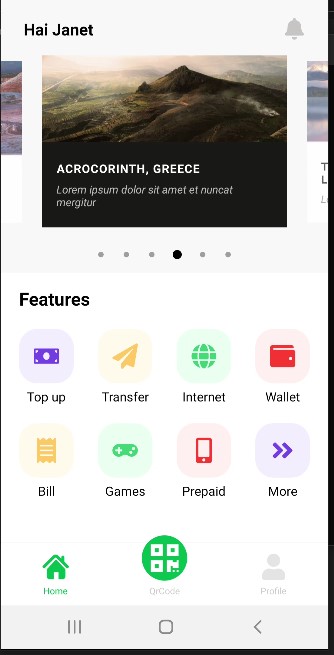 Hai Janet
ACROCORINTH, GREECE
Lorem ipsum dolor sit amet et nuncat
mergitur
Features
Top up Transfer Internet Wallet
Bill Games Prepaid More
Home QrCode Profile